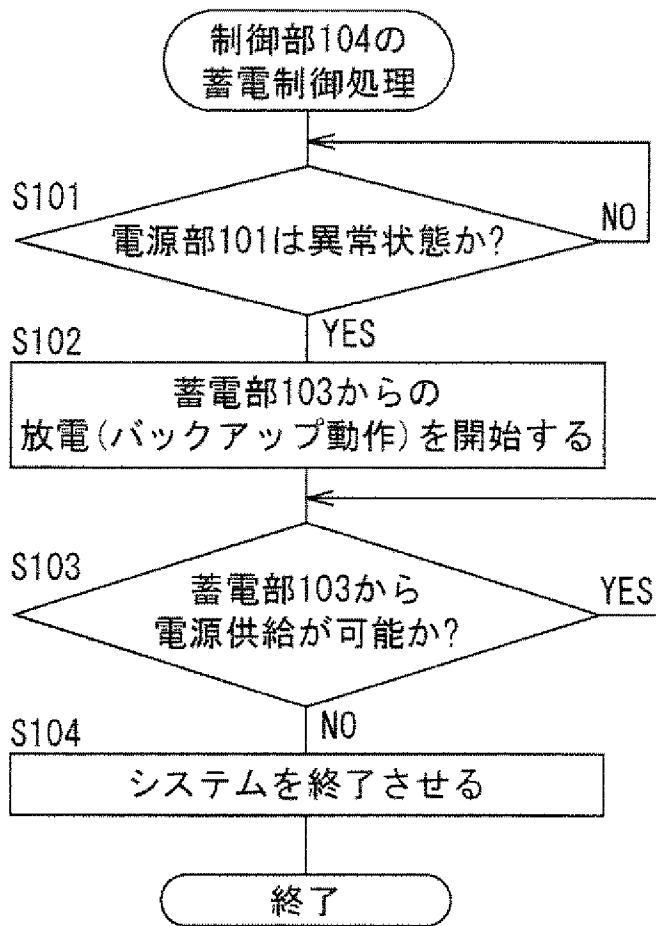 制御部104の
蓄電制御処理
S101
電源部101は異常状態か?
NO
YES
S102
蓄電部103からの
放電(バックアップ動作)を開始する
S103
蓄電部103から
電源供給が可能か?
YES
NO
S104
システムを終了させる
終了